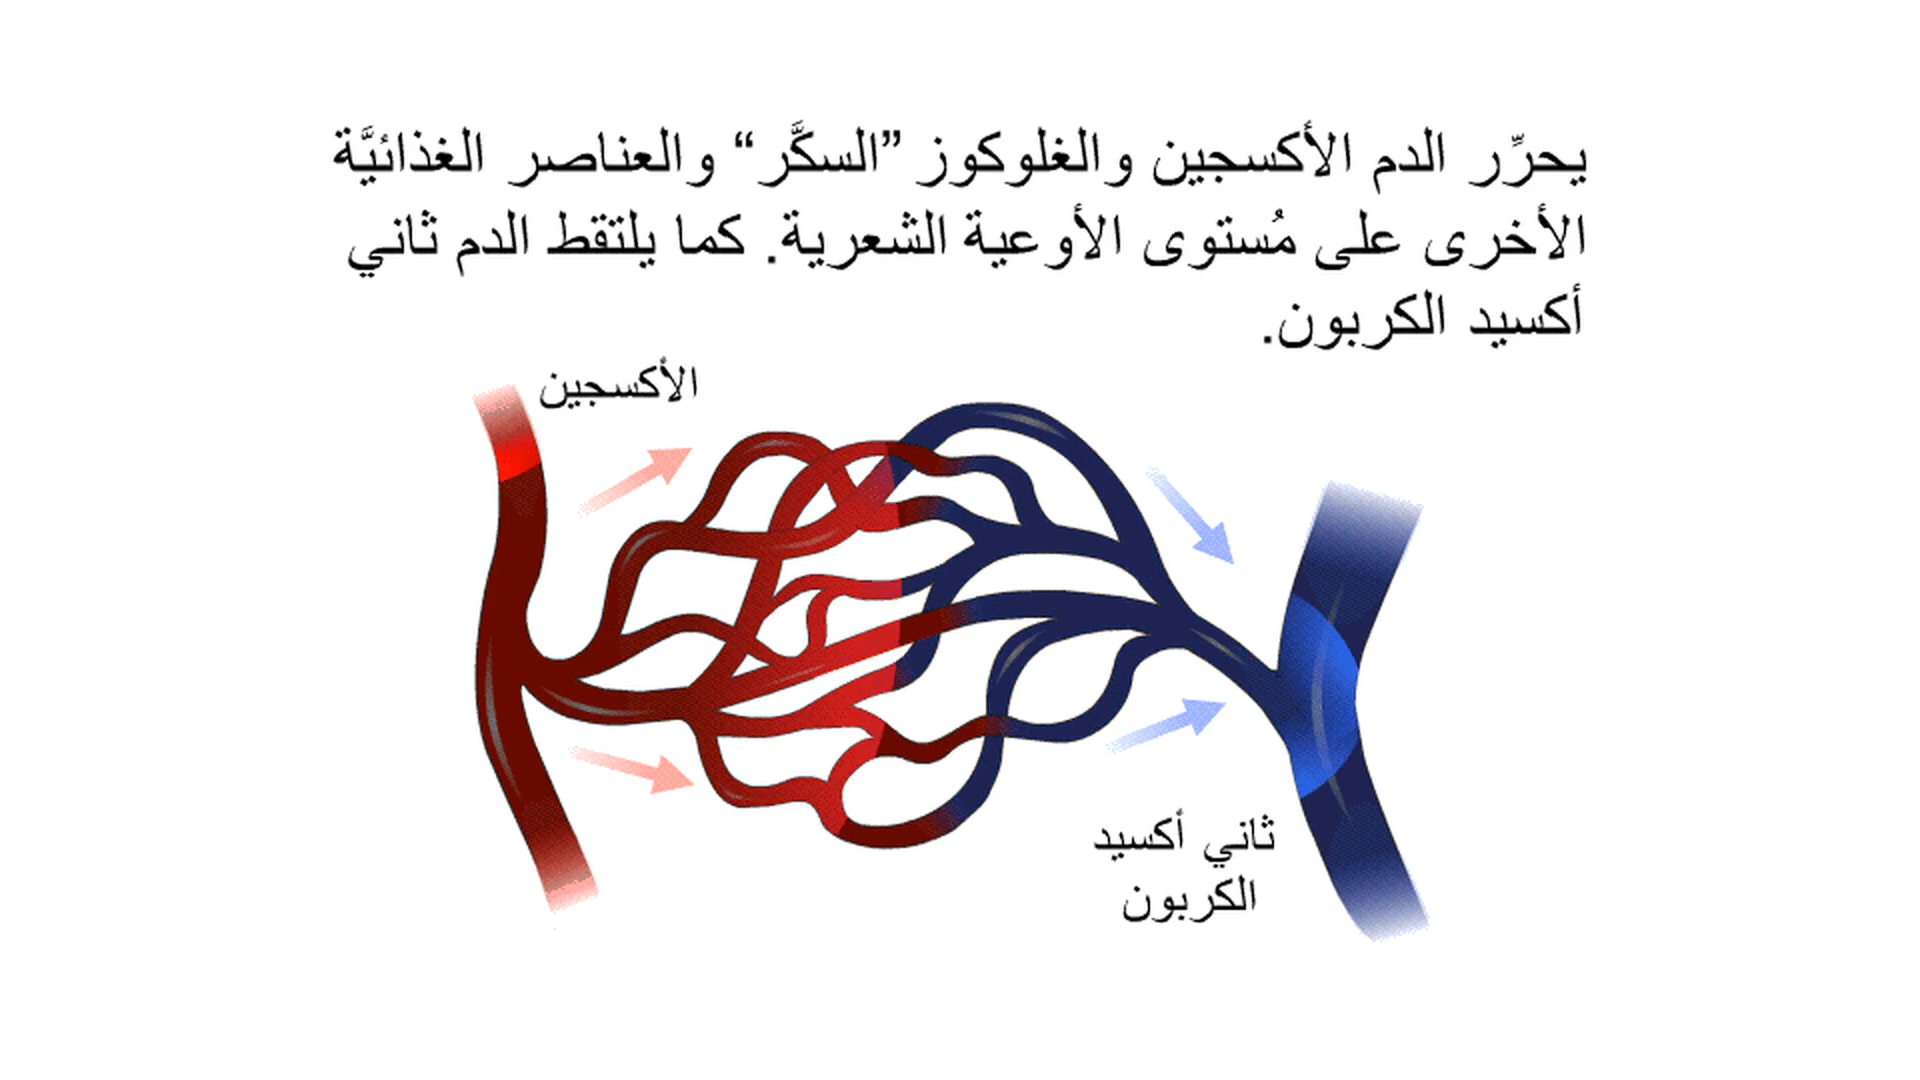 يحرِّر الدم الأكسجين والغلوكوز ”السكَّر“ والعناصر الغذائيَّة
الأخرى على مُستوى الأوعية الشعرية. كما يلتقط الدم ثاني
أكسيد الكربون.
الأكسجين
ثاني أكسيد
الكربون